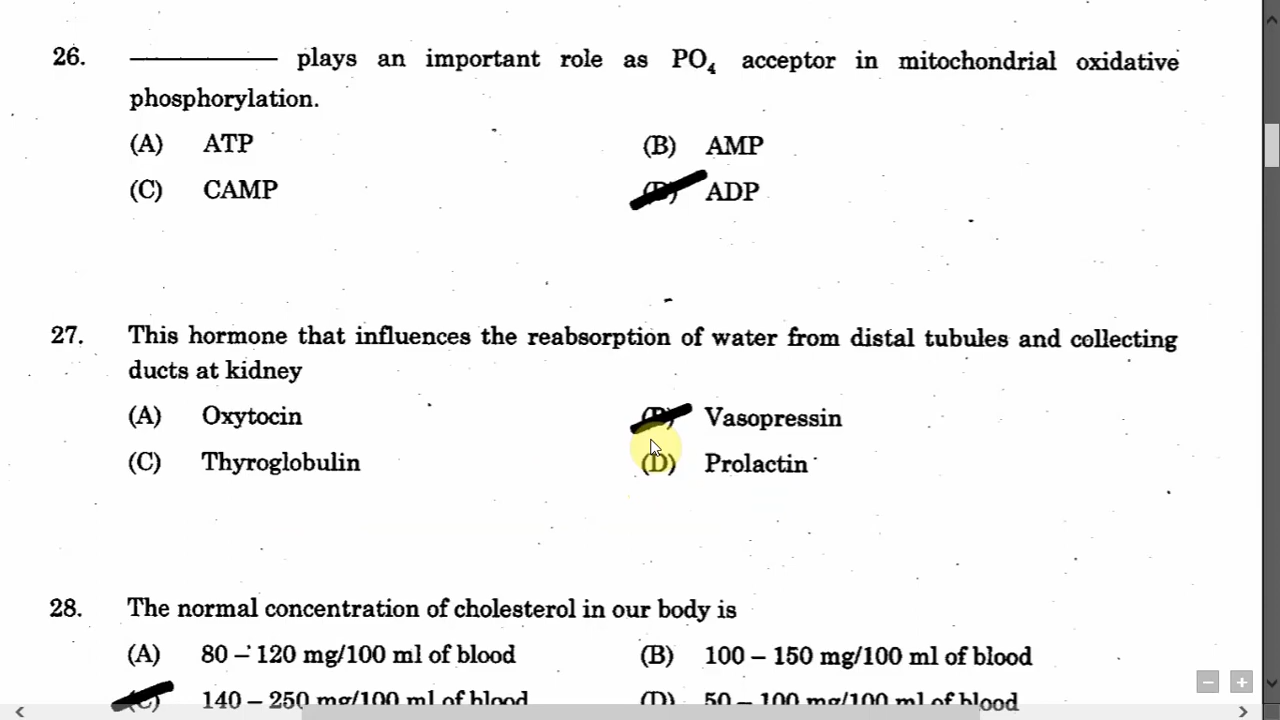 26. ________ plays an important role as PO₄ acceptor in mitochondrial oxidative
phosphorylation.
(A) ATP (B) AMP
(C) CAMP (D) ADP
27. This hormone that influences the reabsorption of water from distal tubules and collecting
ducts at kidney
(A) Oxytocin (B) Vasopressin
(C) Thyroglobulin (D) Prolactin
28. The normal concentration of cholesterol in our body is
(A) 80 – 120 mg/100 ml of blood (B) 100 – 150 mg/100 ml of blood
(C) 140 – 250 mg/100 ml of blood (D) 50 – 100 mg/100 ml of blood